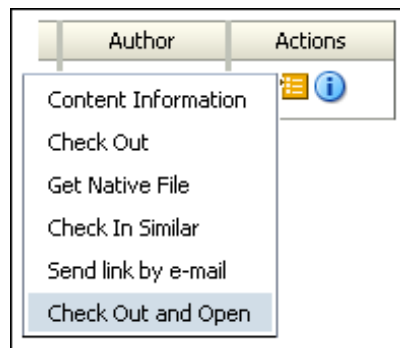 Author Actions
Content Information
Check Out
Get Native File
Check In Similar
Send link by e-mail
Check Out and Open